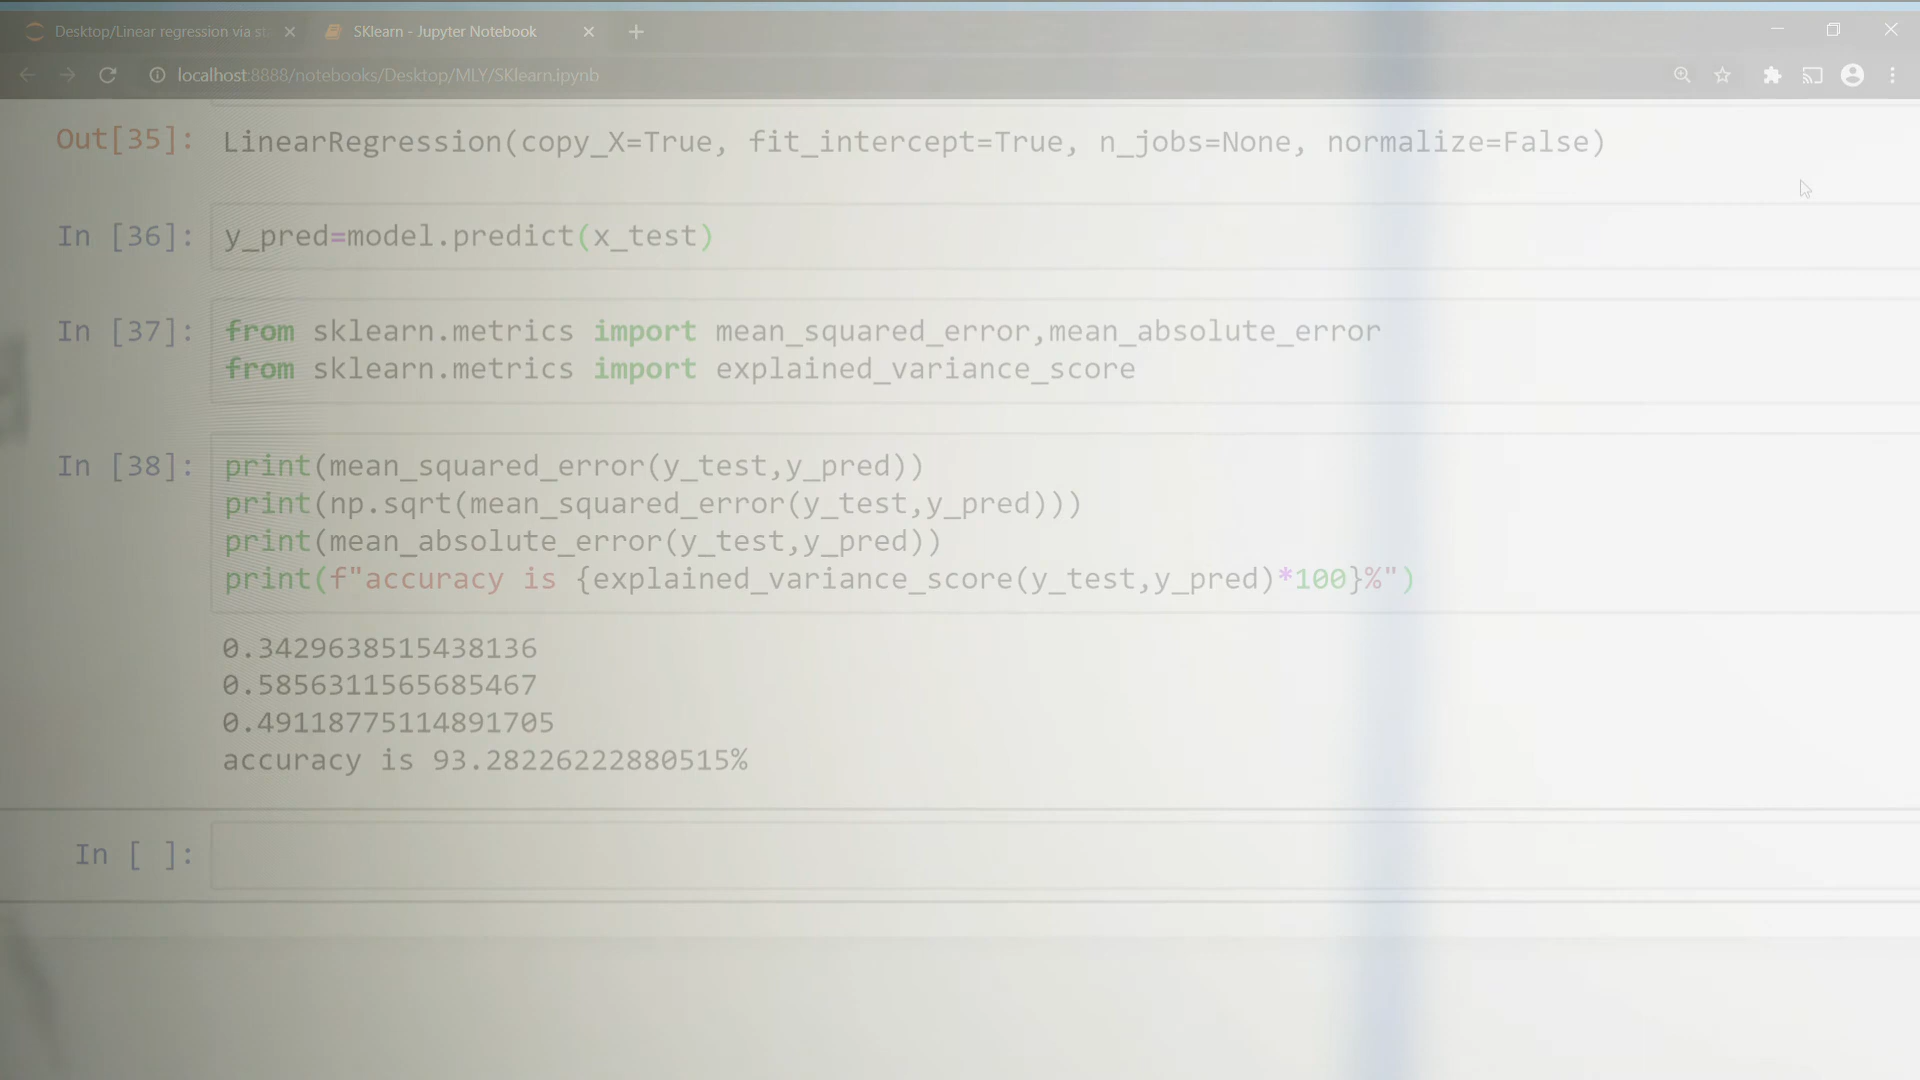 Desktop/Linear regression via st
SKlearn - Jupyter Notebook
localhost:8888/notebooks/Desktop/MLY/SKlearn.ipynb
Out[35]: LinearRegression(copy_X=True, fit_intercept=True, n_jobs=None, normalize=False)
In [36]: y_pred=model.predict(x_test)
In [37]: from sklearn.metrics import mean_squared_error,mean_absolute_error
from sklearn.metrics import explained_variance_score
In [38]: print(mean_squared_error(y_test,y_pred))
print(np.sqrt(mean_squared_error(y_test,y_pred)))
print(mean_absolute_error(y_test,y_pred))
print(f"accuracy is {explained_variance_score(y_test,y_pred)*100}%")
0.3429638515438136
0.5856311565685467
0.49118775114891705
accuracy is 93.28226222880515%
In [ ]: